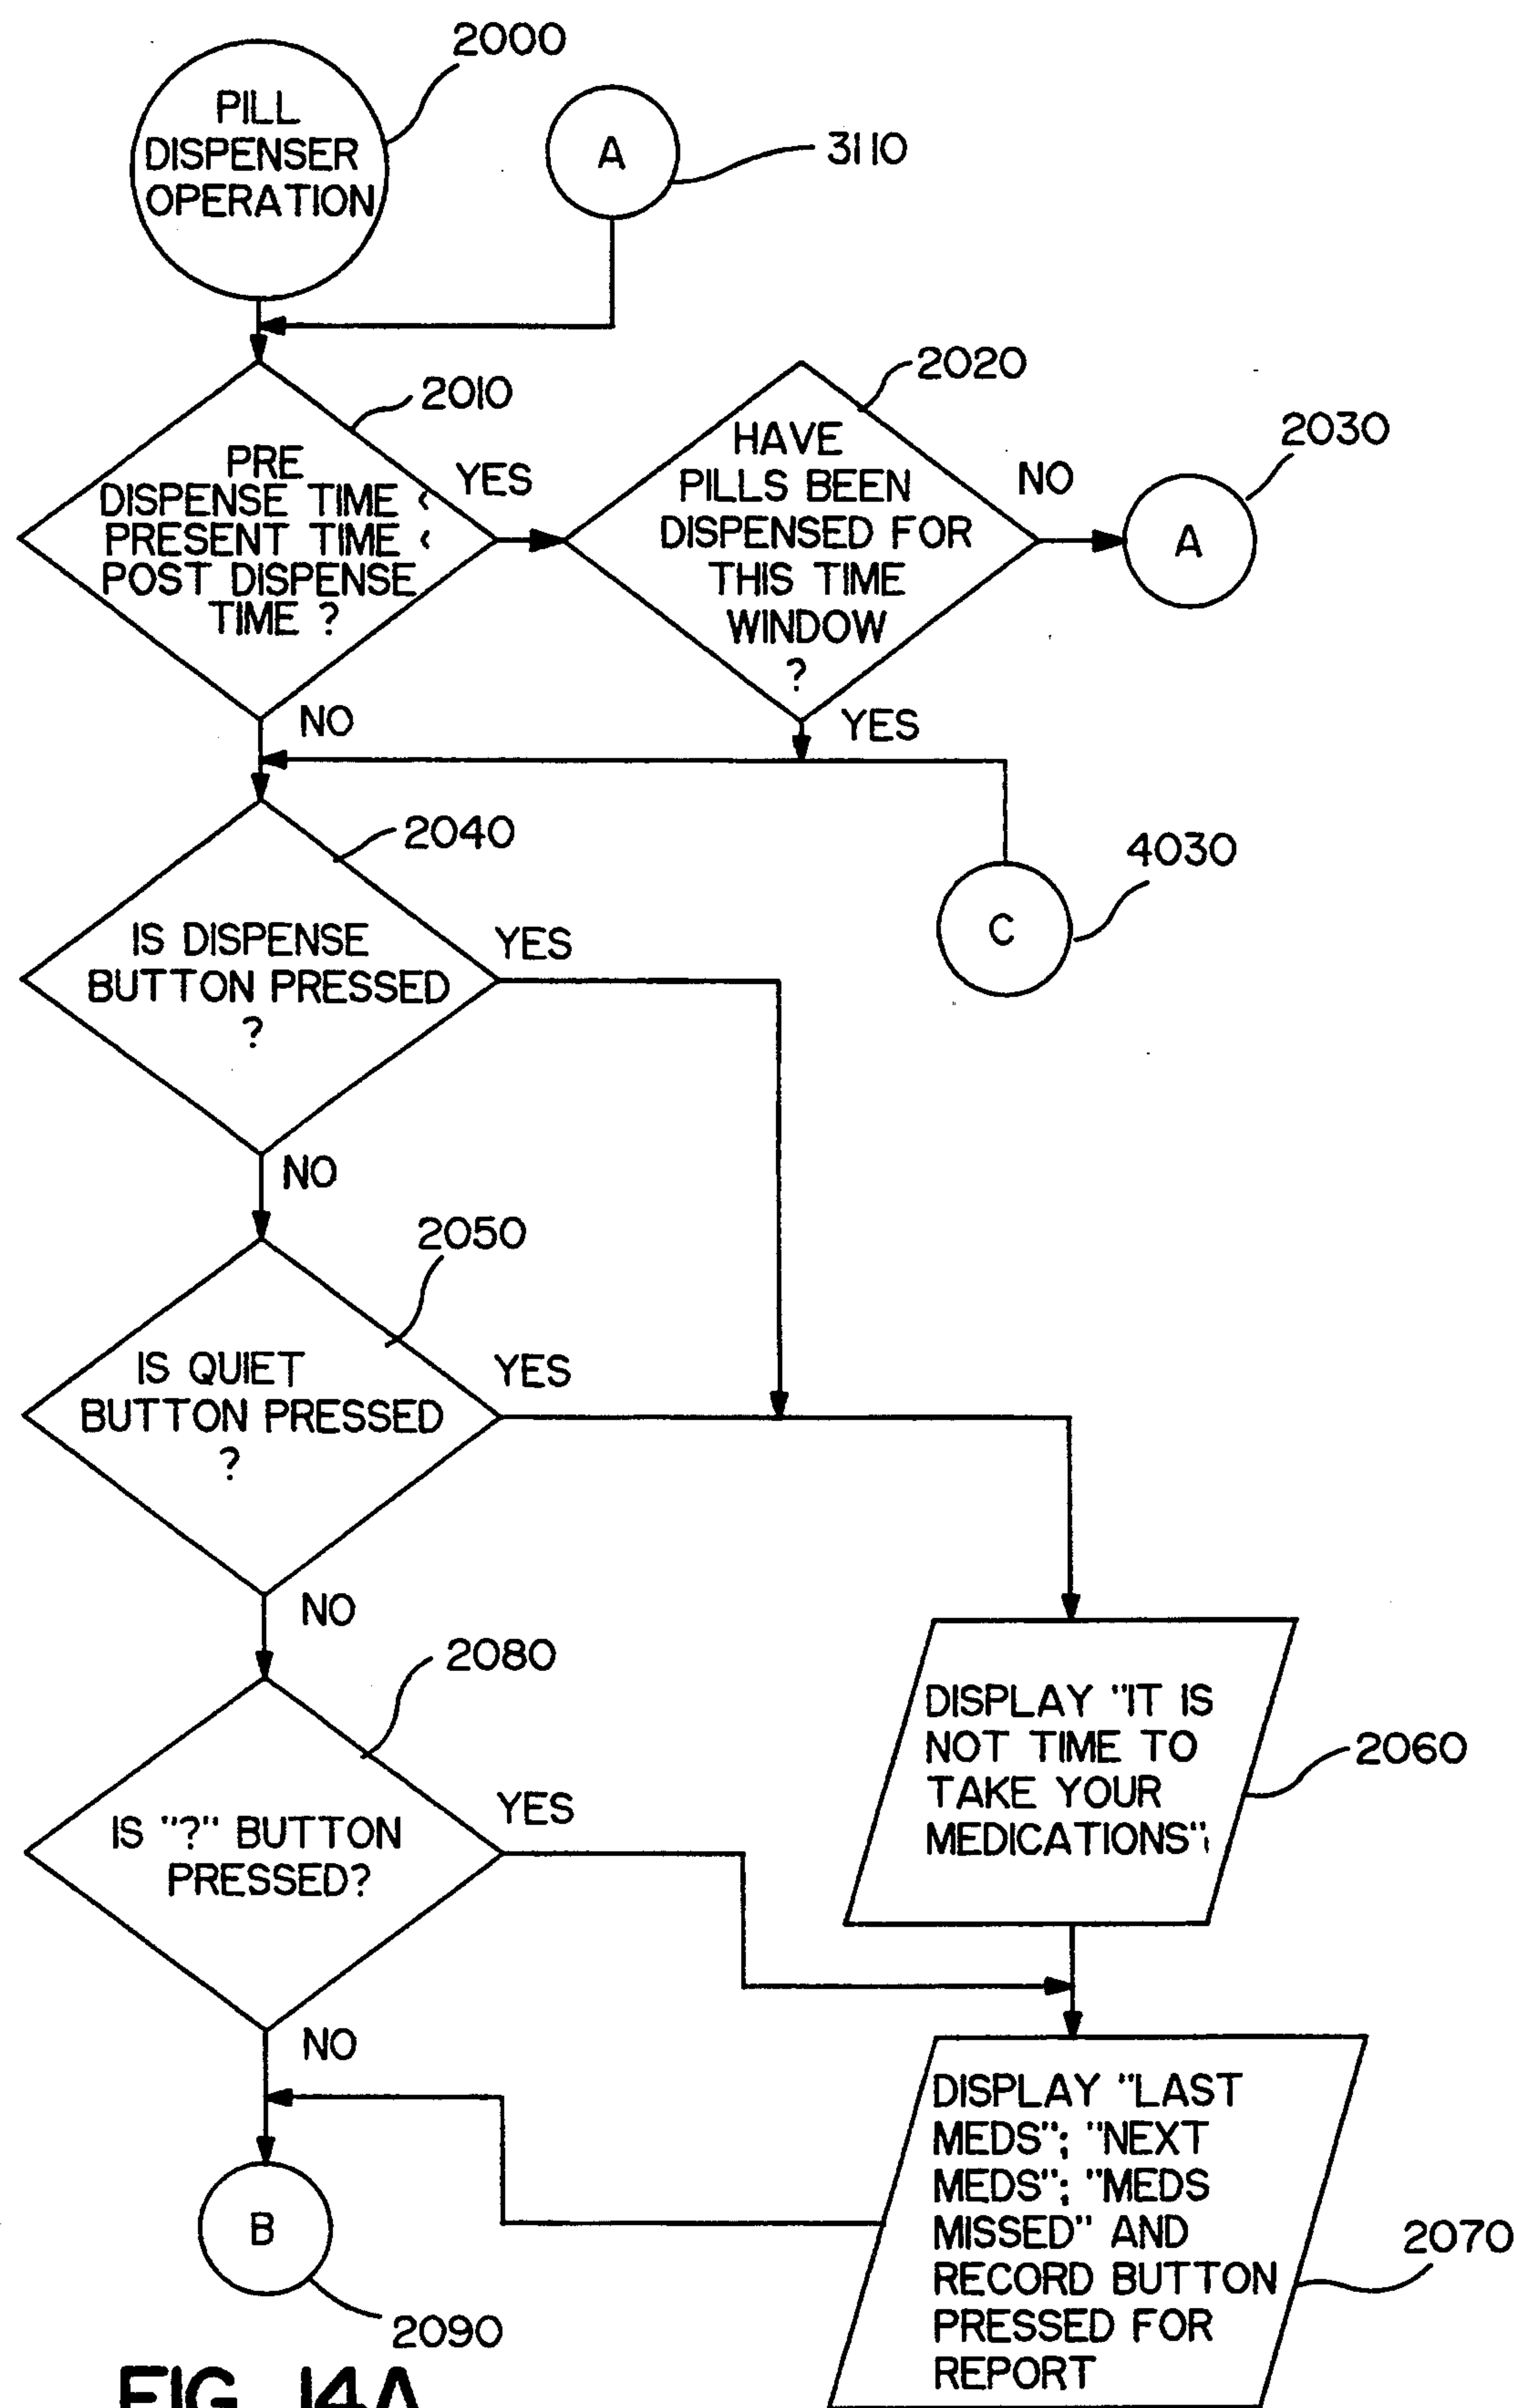 2000
PILL
DISPENSER
OPERATION
A
3110
2010
PRE
DISPENSE TIME <
PRESENT TIME <
POST DISPENSE
TIME ?
YES
NO
2020
HAVE
PILLS BEEN
DISPENSED FOR
THIS TIME
WINDOW
?
NO
YES
2030
A
2040
IS DISPENSE
BUTTON PRESSED
?
YES
NO
4030
C
2050
IS QUIET
BUTTON PRESSED
?
YES
NO
2080
IS "?" BUTTON
PRESSED?
YES
NO
DISPLAY "IT IS
NOT TIME TO
TAKE YOUR
MEDICATIONS";
2060
DISPLAY "LAST
MEDS"; "NEXT
MEDS"; "MEDS
MISSED" AND
RECORD BUTTON
PRESSED FOR
REPORT
2070
B
2090
FIG. 14A